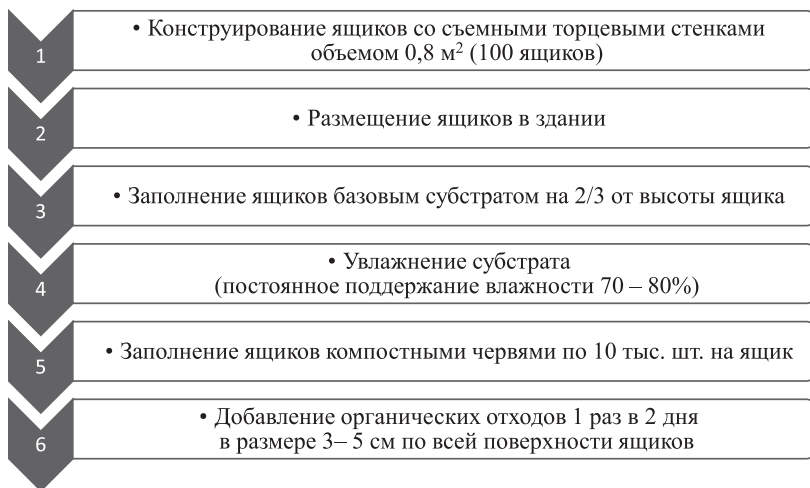 1
• Конструирование ящиков со съемными торцевыми стенками
объемом 0,8 м² (100 ящиков)
2
• Размещение ящиков в здании
3
• Заполнение ящиков базовым субстратом на 2/3 от высоты ящика
4
• Увлажнение субстрата
(постоянное поддержание влажности 70 – 80%)
5
• Заполнение ящиков компостными червями по 10 тыс. шт. на ящик
6
• Добавление органических отходов 1 раз в 2 дня
в размере 3– 5 см по всей поверхности ящиков